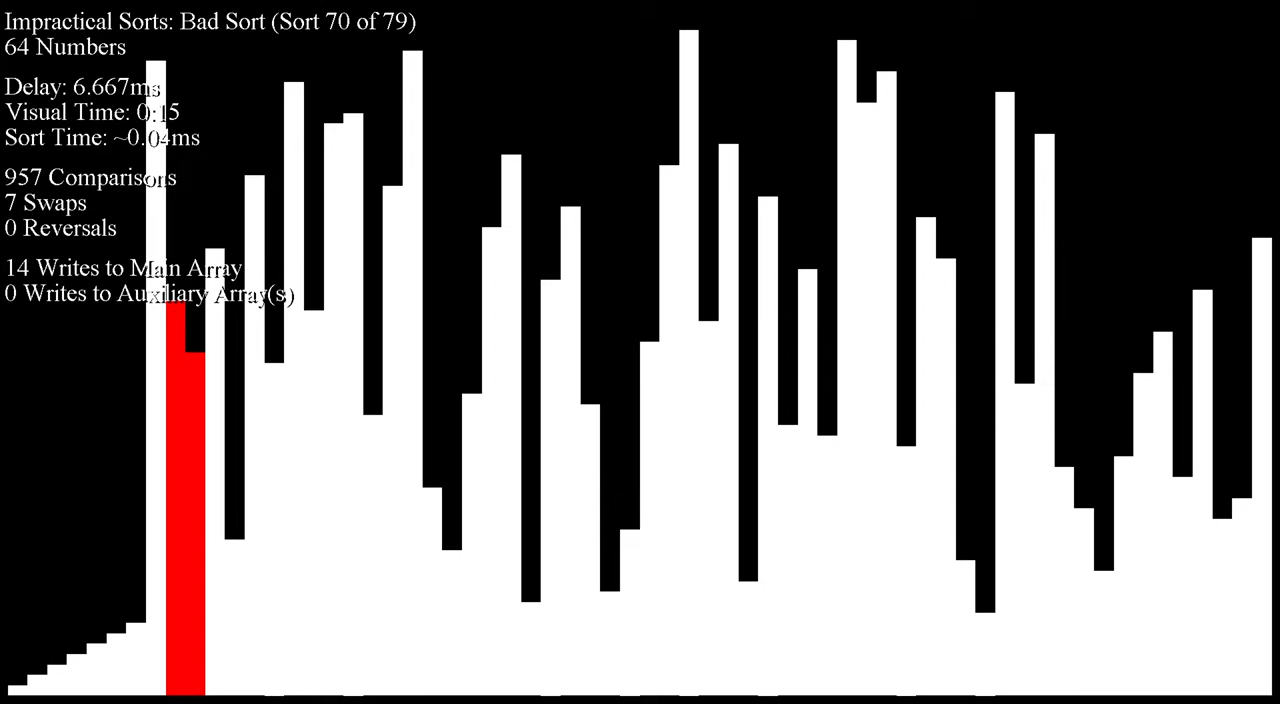 Impractical Sorts: Bad Sort (Sort 70 of 79)
64 Numbers
Delay: 6.667ms
Visual Time: 0:15
Sort Time: ~0.04ms
957 Comparisons
7 Swaps
0 Reversals
14 Writes to Main Array
0 Writes to Auxiliary Array(s)